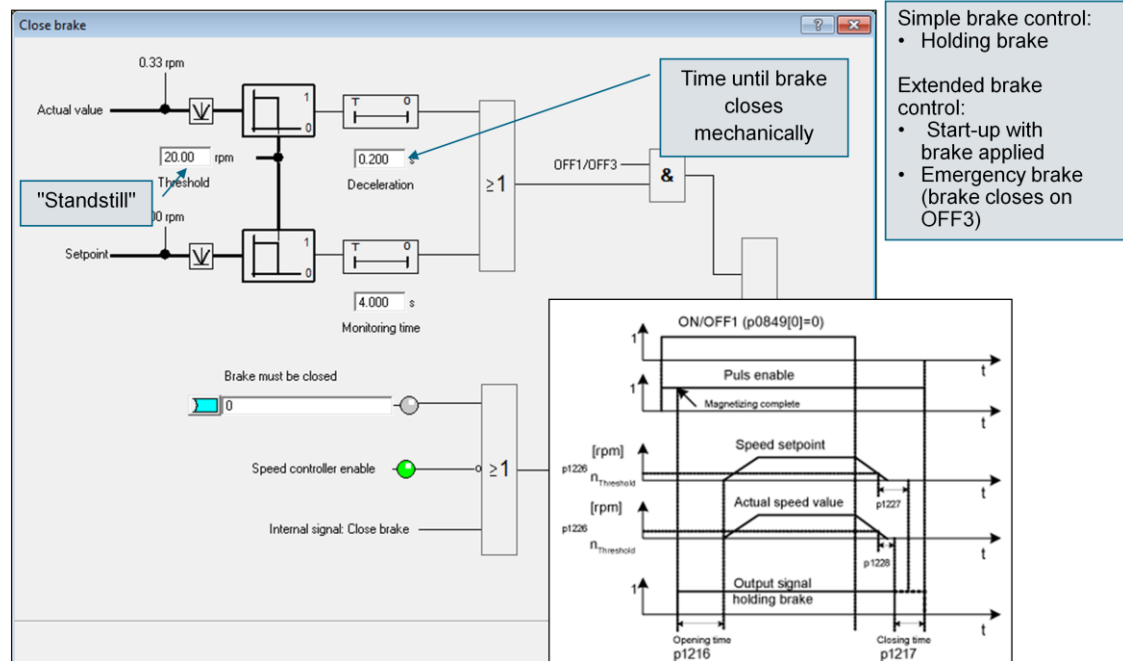 Close brake
0.33 rpm
Actual value
1
0
T 0
20.00 rpm
Threshold
0.200 s
Deceleration
"Standstill"
Time until brake
closes
mechanically
≥1
OFF1/OFF3
&
00 rpm
Setpoint
1
0
T 0
4.000 s
Monitoring time
Brake must be closed
0
Speed controller enable
≥1
Internal signal: Close brake
Simple brake control:
• Holding brake
Extended brake
control:
• Start-up with
brake applied
• Emergency brake
(brake closes on
OFF3)
ON/OFF1 (p0849[0]=0)
1
t
Puls enable
1
Magnetizing complete
t
[rpm]
Speed setpoint
p1226
n Threshold
t
p1227
[rpm]
Actual speed value
p1226
n Threshold
t
p1228
1
Output signal
holding brake
t
Opening time
p1216
Closing time
p1217